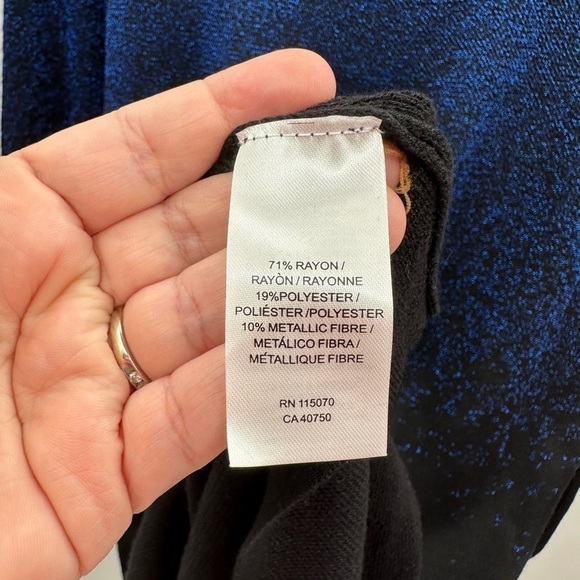 71% RAYON /
RAYÒN / RAYONNE
19%POLYESTER /
POLIÉSTER /POLYESTER
10% METALLIC FIBRE /
METÁLICO FIBRA /
MÉTALLIQUE FIBRE
RN 115070
CA 40750